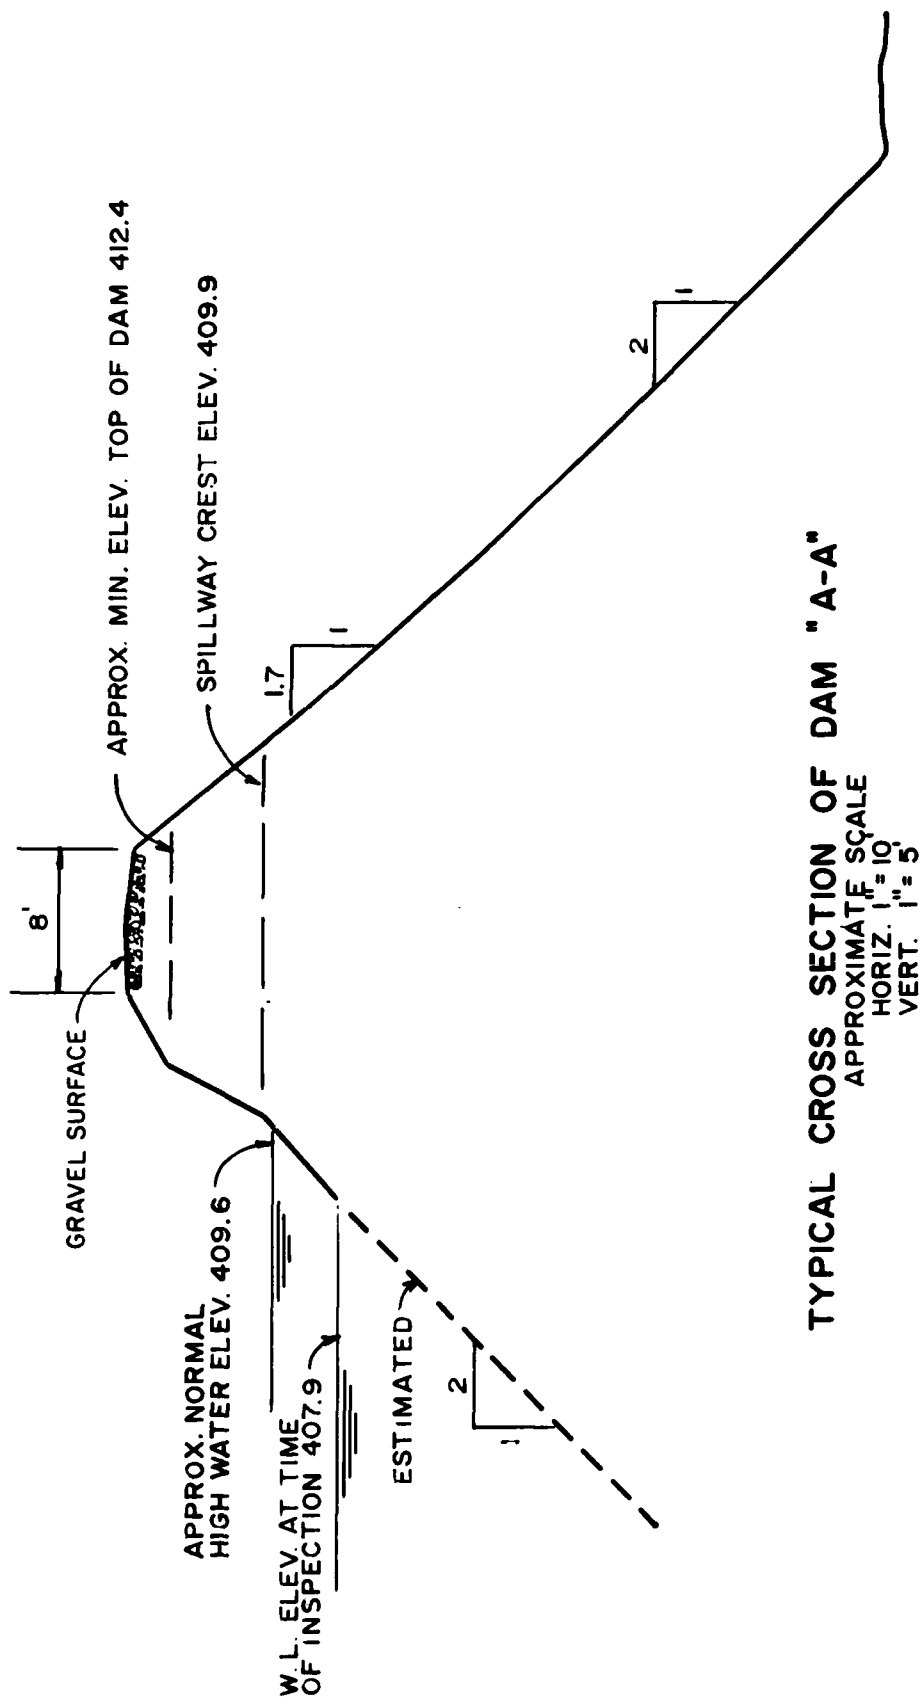 8'
GRAVEL SURFACE
APPROX. MIN. ELEV. TOP OF DAM 412.4
SPILLWAY CREST ELEV. 409.9
APPROX. NORMAL
HIGH WATER ELEV. 409.6
W.L. ELEV. AT TIME
OF INSPECTION 407.9
1.7
1
ESTIMATED
2
1
2
1
TYPICAL CROSS SECTION OF DAM "A-A"
APPROXIMATE SCALE
HORIZ. 1"=10'
VERT. 1"=5'